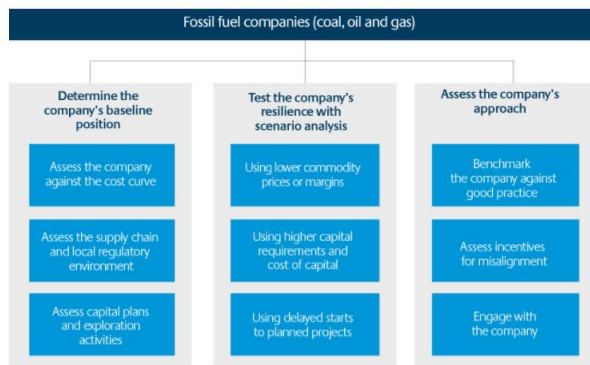 Fossil fuel companies (coal, oil and gas)
Determine the
company's baseline
position
Assess the company
against the cost curve
Assess the supply chain
and local regulatory
environment
Assess capital plans
and exploration
activities
Test the company's
resilience with
scenario analysis
Using lower commodity
prices or margins
Using higher capital
requirements and
cost of capital
Using delayed starts
to planned projects
Assess the company's
approach
Benchmark
the company against
good practice
Assess incentives
for misalignment
Engage with
the company